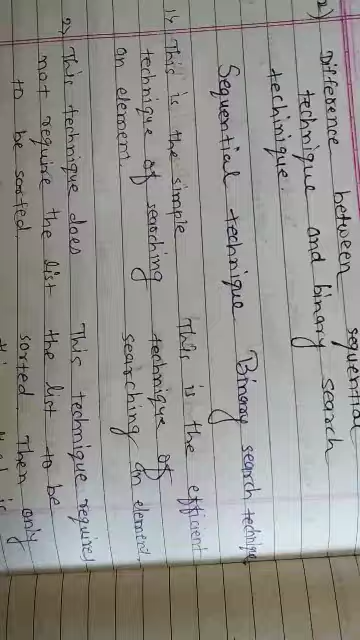 2) Difference between sequential
technique and binary search
techinique
Sequential technique Binary search technique
1) This is the simple This is the efficient
technique of searching technique of
an element. searching an element.
2) This technique does This technique requires
not require the list the list to be
to be sorted. sorted. Then only